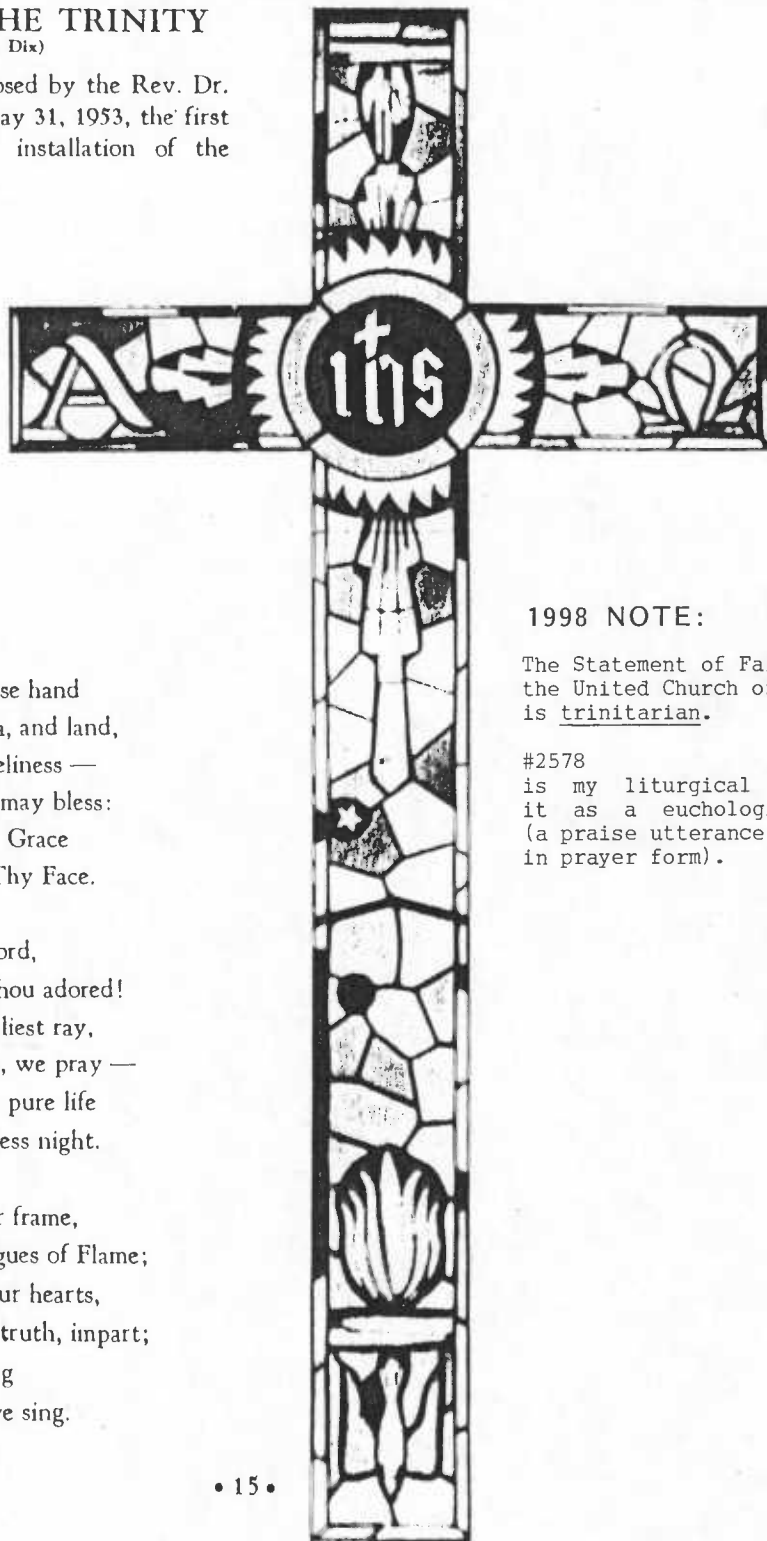 HE TRINITY
Dix)
osed by the Rev. Dr.
ay 31, 1953, the first
installation of the
A ihs Ω
se hand
a, and land,
eliness —
may bless:
Grace
Thy Face.
ord,
hou adored!
liest ray,
, we pray —
pure life
ess night.
r frame,
gues of Flame;
ur hearts,
truth, impart;
g
e sing.
• 15 •
1998 NOTE:
The Statement of Fa
the United Church o
is trinitarian.
#2578
is my liturgical
it as a eucholog
(a praise utterance
in prayer form).